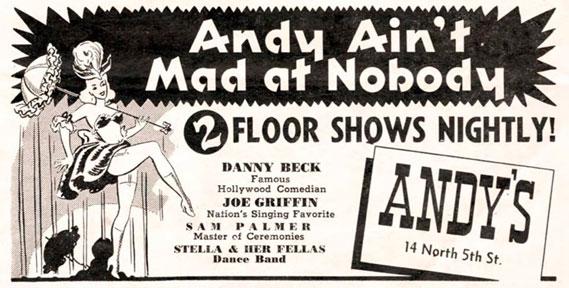 Andy Ain't
Mad at Nobody
2 FLOOR SHOWS NIGHTLY!
DANNY BECK
Famous
Hollywood Comedian
JOE GRIFFIN
Nation's Singing Favorite
SAM PALMER
Master of Ceremonies
STELLA & HER FELLAS
Dance Band
ANDY'S
14 North 5th St.